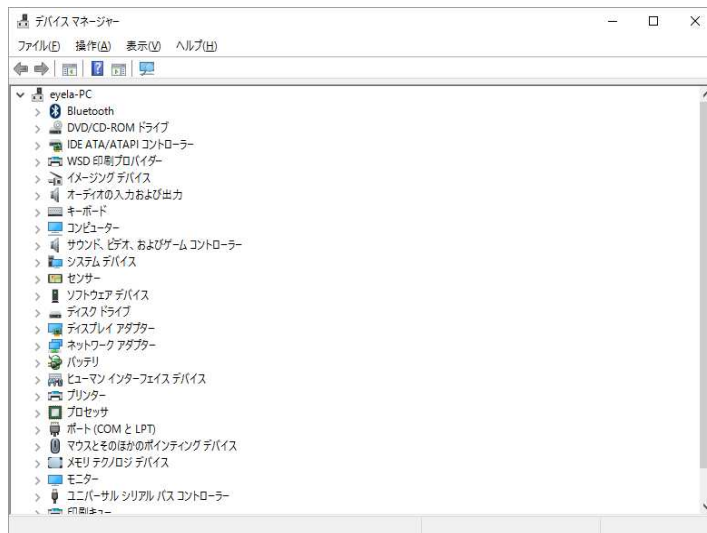 デバイス マネージャー
ファイル(F) 操作(A) 表示(V) ヘルプ(H)
eyela-PC
Bluetooth
DVD/CD-ROM ドライブ
IDE ATA/ATAPI コントローラー
WSD 印刷プロバイダー
イメージング デバイス
オーディオの入力および出力
キーボード
コンピューター
サウンド、ビデオ、およびゲーム コントローラー
システム デバイス
センサー
ソフトウェア デバイス
ディスク ドライブ
ディスプレイ アダプター
ネットワーク アダプター
バッテリ
ヒューマン インターフェイス デバイス
プリンター
プロセッサ
ポート (COM と LPT)
マウスとそのほかのポインティング デバイス
メモリ テクノロジ デバイス
モニター
ユニバーサル シリアル バス コントローラー
印刷キュー